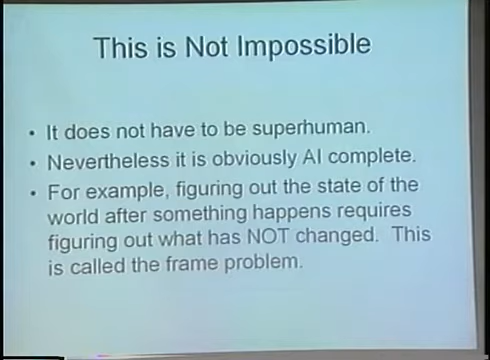 This is Not Impossible
• It does not have to be superhuman.
• Nevertheless it is obviously AI complete.
• For example, figuring out the state of the
world after something happens requires
figuring out what has NOT changed. This
is called the frame problem.